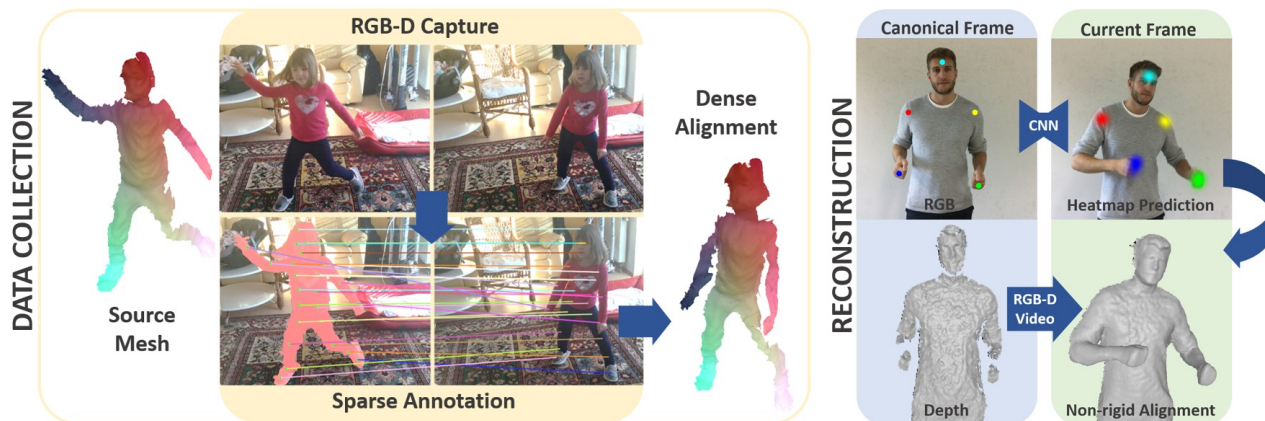 DATA COLLECTION
RGB-D Capture
Source
Mesh
Sparse Annotation
Dense
Alignment
RECONSTRUCTION
Canonical Frame
Current Frame
CNN
RGB
Heatmap Prediction
RGB-D
Video
Depth
Non-rigid Alignment